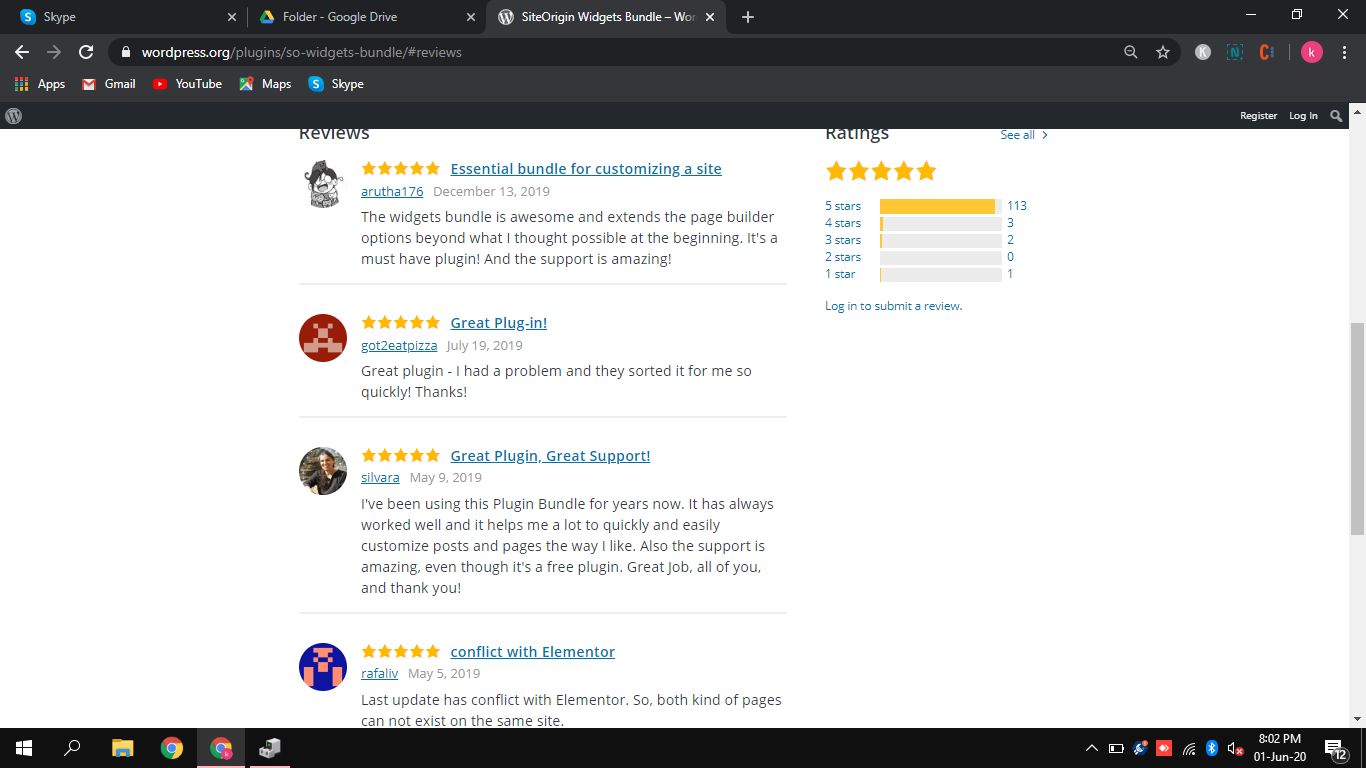 Skype
Folder - Google Drive
SiteOrigin Widgets Bundle – Wor
wordpress.org/plugins/so-widgets-bundle/#reviews
K
N
C
k
Apps
Gmail
YouTube
Maps
Skype
Register
Log In
Reviews
Essential bundle for customizing a site
arutha176 December 13, 2019
The widgets bundle is awesome and extends the page builder
options beyond what I thought possible at the beginning. It's a
must have plugin! And the support is amazing!
Great Plug-in!
got2eatpizza July 19, 2019
Great plugin - I had a problem and they sorted it for me so
quickly! Thanks!
Great Plugin, Great Support!
silvara May 9, 2019
I've been using this Plugin Bundle for years now. It has always
worked well and it helps me a lot to quickly and easily
customize posts and pages the way I like. Also the support is
amazing, even though it's a free plugin. Great Job, all of you,
and thank you!
conflict with Elementor
rafaliv May 5, 2019
Last update has conflict with Elementor. So, both kind of pages
can not exist on the same site.
Ratings
See all
5 stars 113
4 stars 3
3 stars 2
2 stars 0
1 star 1
Log in to submit a review.
8:02 PM
01-Jun-20
12